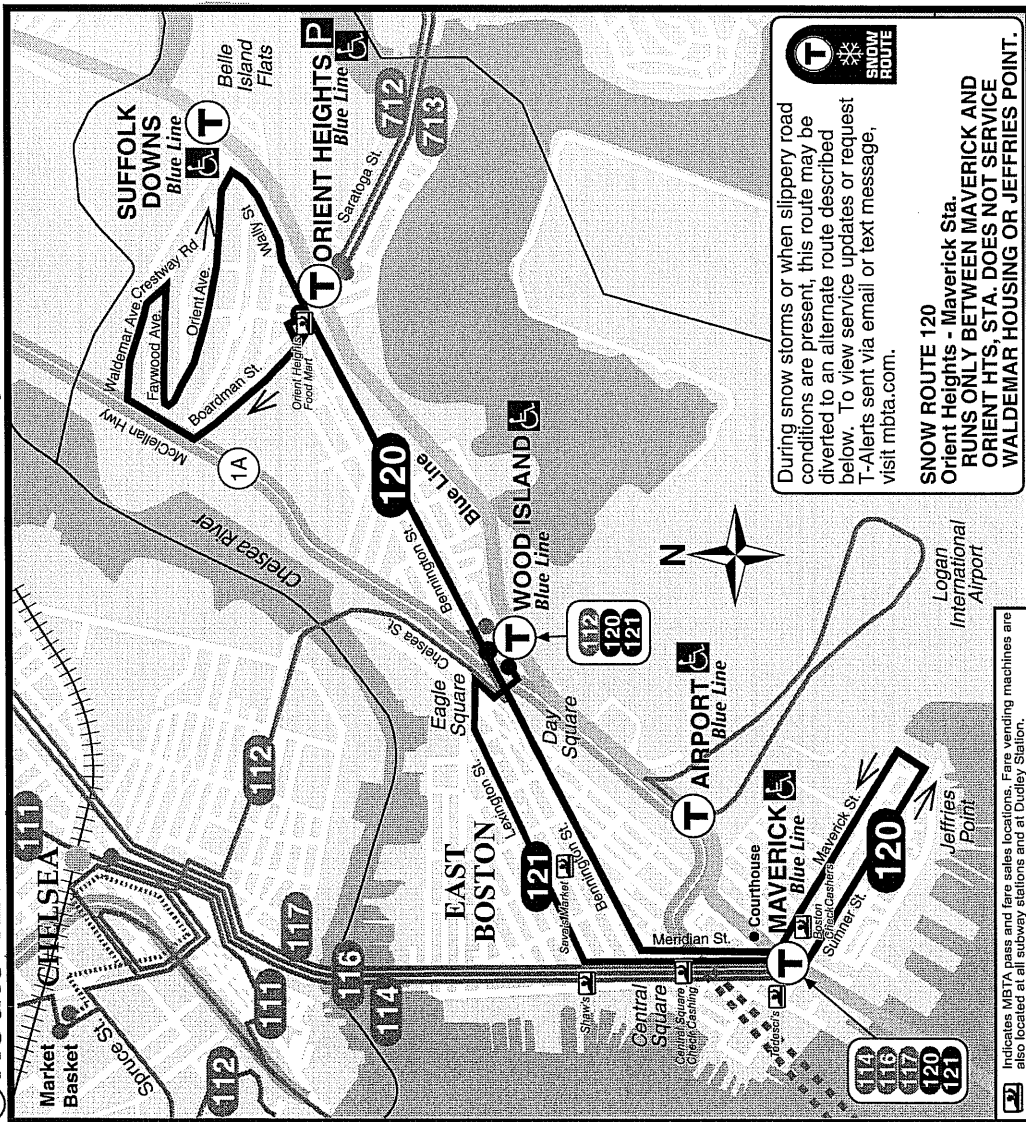 SUFFOLK
DOWNS
Blue Line
T
Belle
Island
Flats
ORIENT HEIGHTS P
Blue Line
T
712
713
Saratoga St.
Waldemar Ave.
Crestway Rd
Faywood Ave.
Orient Ave.
Wally St
Boardman St.
Orient Heights
Food Mart
McClellan Hwy
1A
Chelsea River
120
Blue Line
Bennington St.
WOOD ISLAND
Blue Line
T
112
120
121
N
Chelsea St.
Eagle
Square
Day
Square
Logan
International
Airport
AIRPORT
Blue Line
T
111
CHELSEA
Market
Basket
Spruce St.
112
112
111
117
116
114
EAST
BOSTON
Lexington St.
121
Bennington St.
Meridian St.
Courthouse
Shaw's
Central
Square
Central Square
Check Cashing
MAVERICK
Blue Line
T
Boston
CheckCashers
Maverick St.
Sumner St.
120
Jeffries
Point
114
116
117
120
121
During snow storms or when slippery road
conditions are present, this route may be
diverted to an alternate route described
below. To view service updates or request
T-Alerts sent via email or text message,
visit mbta.com.
T
SNOW
ROUTE
SNOW ROUTE 120
Orient Heights - Maverick Sta.
RUNS ONLY BETWEEN MAVERICK AND
ORIENT HTS, STA. DOES NOT SERVICE
WALDEMAR HOUSING OR JEFFRIES POINT.
Indicates MBTA pass and fare sales locations. Fare vending machines are
also located at all subway stations and at Dudley Station.